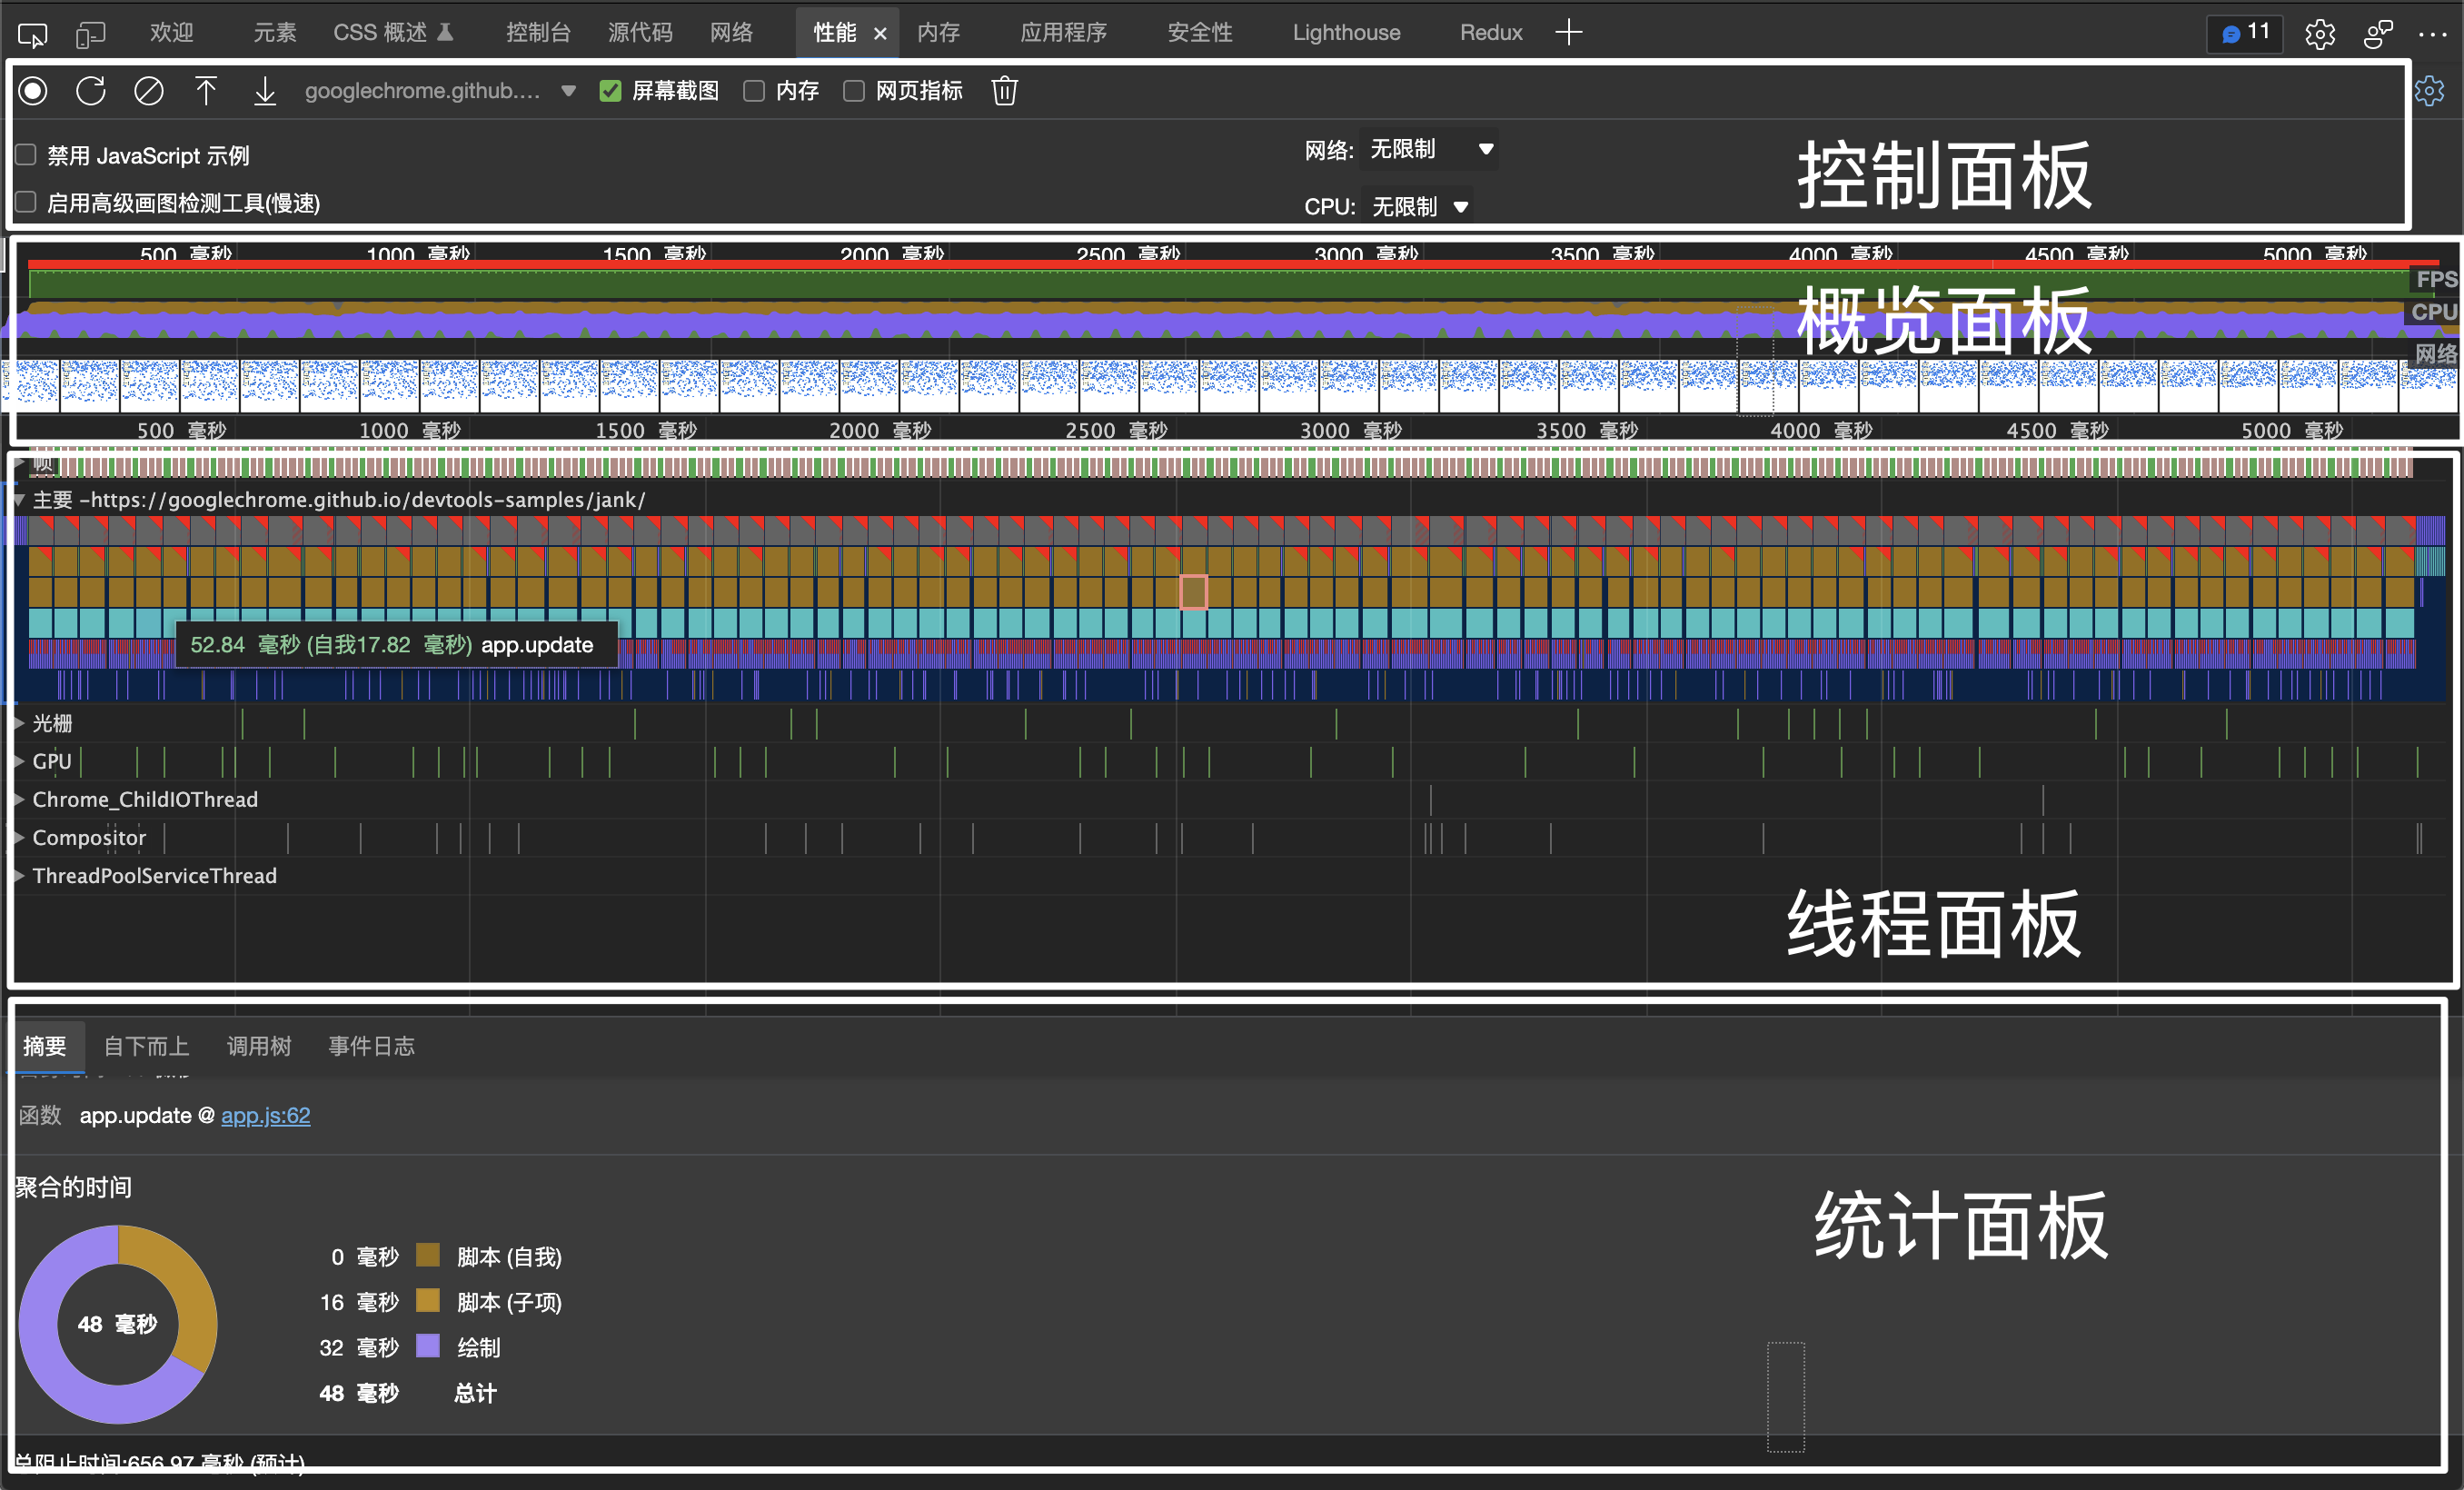 欢迎 元素 CSS 概述 控制台 源代码 网络 性能 内存 应用程序 安全性 Lighthouse Redux 11
googlechrome.github.... 屏幕截图 内存 网页指标
禁用 JavaScript 示例 网络: 无限制
启用高级画图检测工具(慢速) CPU: 无限制
控制面板
500 毫秒 1000 毫秒 1500 毫秒 2000 毫秒 2500 毫秒 3000 毫秒 3500 毫秒 4000 毫秒 4500 毫秒 5000 毫秒
FPS
CPU
概览面板
网络
500 毫秒 1000 毫秒 1500 毫秒 2000 毫秒 2500 毫秒 3000 毫秒 3500 毫秒 4000 毫秒 4500 毫秒 5000 毫秒
帧
主要 -https://googlechrome.github.io/devtools-samples/jank/
52.84 毫秒 (自我17.82 毫秒) app.update
光栅
GPU
Chrome_ChildIOThread
Compositor
ThreadPoolServiceThread
线程面板
摘要 自下而上 调用树 事件日志
函数 app.update @ app.js:62
聚合的时间
统计面板
48 毫秒
0 毫秒 脚本 (自我)
16 毫秒 脚本 (子项)
32 毫秒 绘制
48 毫秒 总计
总阻止时间:656.97 毫秒 (预计)